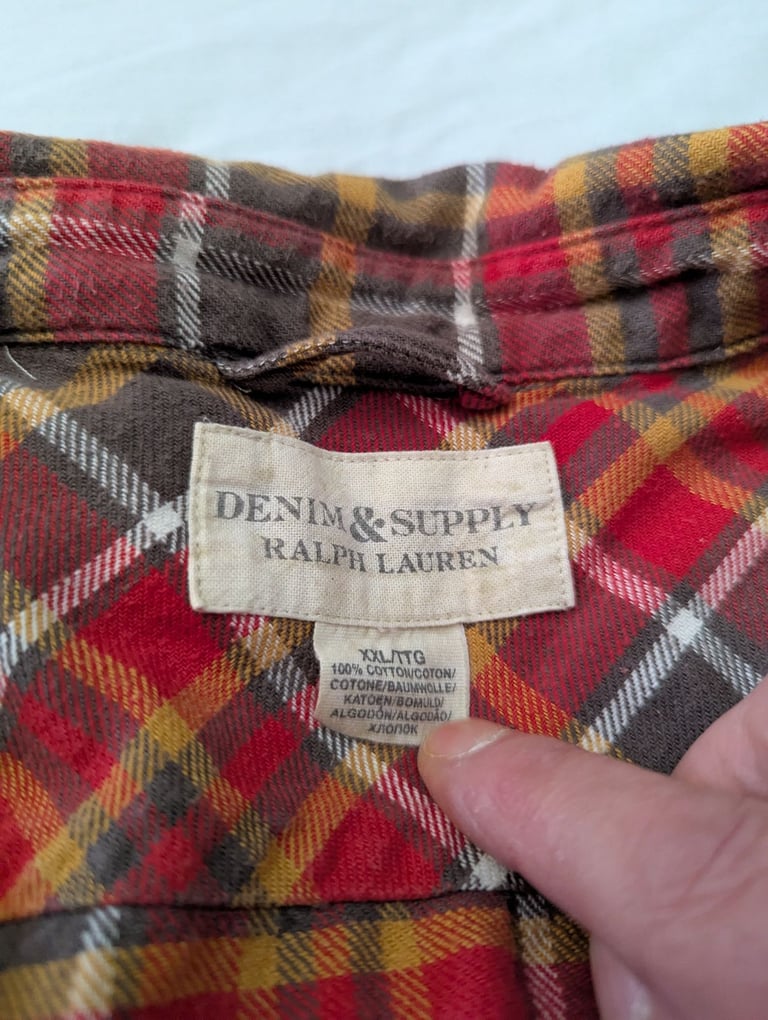 DENIM & SUPPLY
RALPH LAUREN
XXL/TTG
100% COTTON/COTON/
COTONE/BAUMWOLLE/
KATOEN/BOMULD/
ALGODÓN/ALGODÃO/
ХЛОПОК